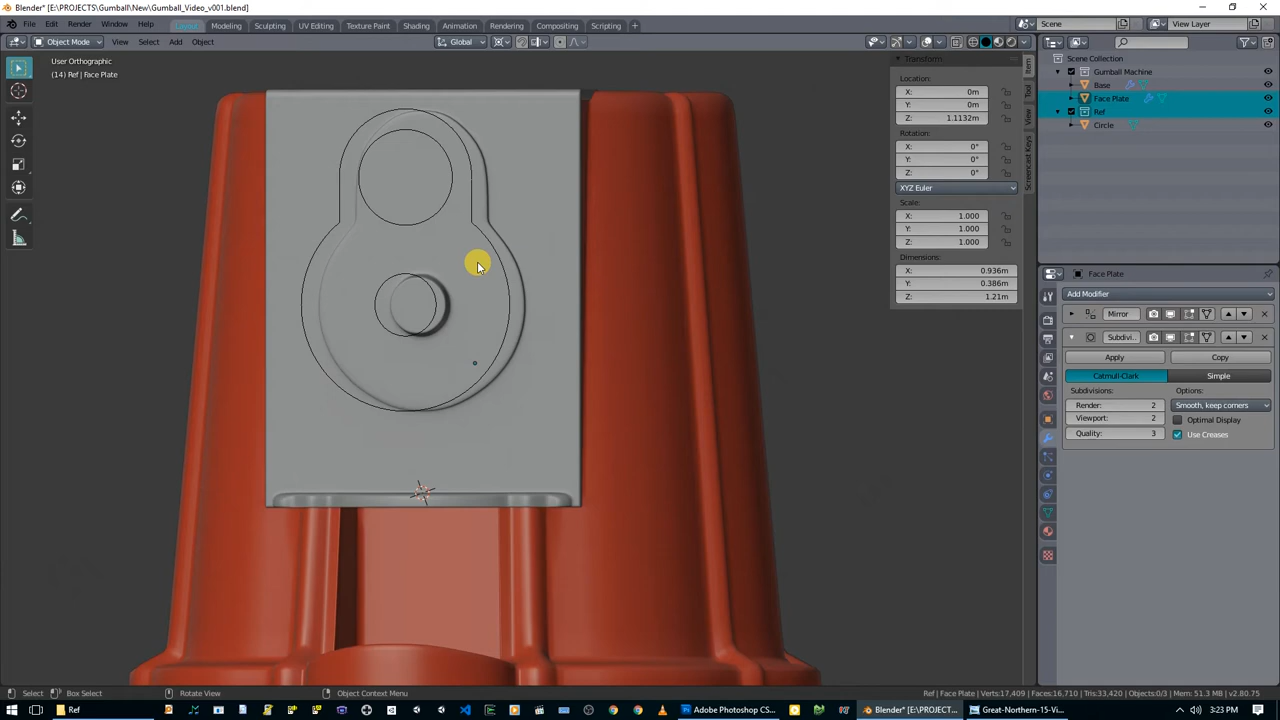 Blender* [E:\PROJECTS\Gumball\New\Gumball_Video_v001.blend]
File Edit Render Window Help Layout Modeling Sculpting UV Editing Texture Paint Shading Animation Rendering Compositing Scripting + Scene View Layer
Object Mode View Select Add Object Global
User Orthographic
(14) Ref | Face Plate
Transform
Location:
X: 0m
Y: 0m
Z: 1.1132m
Rotation:
X: 0°
Y: 0°
Z: 0°
XYZ Euler
Scale:
X: 1.000
Y: 1.000
Z: 1.000
Dimensions:
X: 0.936m
Y: 0.386m
Z: 1.21m
Item
Tool
View
Screencast Keys
Scene Collection
Gumball Machine
Base
Face Plate
Ref
Circle
Face Plate
Add Modifier
Mirror
Subdivi..
Apply Copy
Catmull-Clark Simple
Subdivisions: Options:
Render: 2 Smooth, keep corners
Viewport: 2 Optimal Display
Quality: 3 Use Creases
Select Box Select Rotate View Object Context Menu Ref | Face Plate | Verts:17,409 | Faces:16,710 | Tris:33,420 | Objects:0/3 | Mem: 51.3 MB | v2.80.75
Ref Adobe Photoshop CS... Blender* [E:\PROJECT... Great-Northern-15-Vi... 3:23 PM